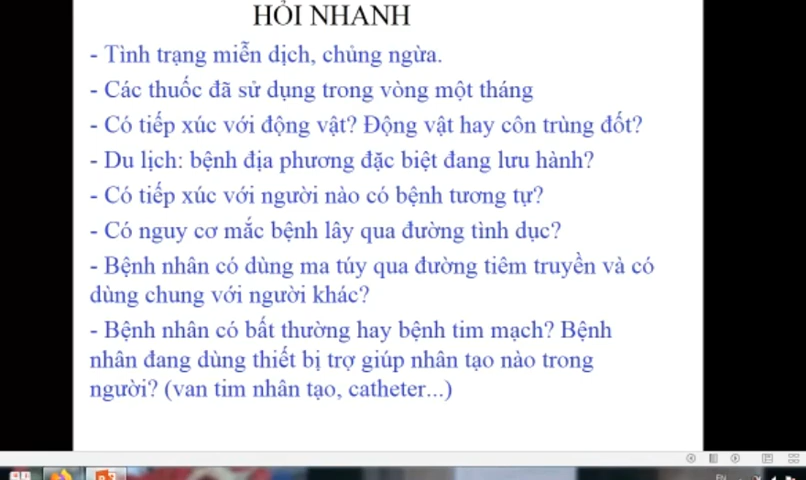 HỎI NHANH
- Tình trạng miễn dịch, chủng ngừa.
- Các thuốc đã sử dụng trong vòng một tháng
- Có tiếp xúc với động vật? Động vật hay côn trùng đốt?
- Du lịch: bệnh địa phương đặc biệt đang lưu hành?
- Có tiếp xúc với người nào có bệnh tương tự?
- Có nguy cơ mắc bệnh lây qua đường tình dục?
- Bệnh nhân có dùng ma túy qua đường tiêm truyền và có
dùng chung với người khác?
- Bệnh nhân có bất thường hay bệnh tim mạch? Bệnh
nhân đang dùng thiết bị trợ giúp nhân tạo nào trong
người? (van tim nhân tạo, catheter...)